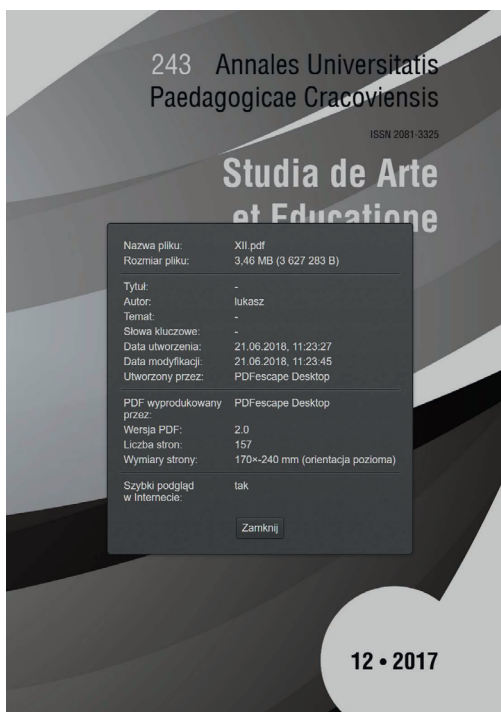 243 Annales Universitatis
Paedagogicae Cracoviensis
ISSN 2081-3325
Studia de Arte
et Educatione
Nazwa pliku: XII.pdf
Rozmiar pliku: 3,46 MB (3 627 283 B)
Tytuł: -
Autor: lukasz
Temat: -
Słowa kluczowe: -
Data utworzenia: 21.06.2018, 11:23:27
Data modyfikacji: 21.06.2018, 11:23:45
Utworzony przez: PDFescape Desktop
PDF wyprodukowany PDFescape Desktop
przez:
Wersja PDF: 2.0
Liczba stron: 157
Wymiary strony: 170×-240 mm (orientacja pozioma)
Szybki podgląd tak
w Internecie:
Zamknij
12 • 2017